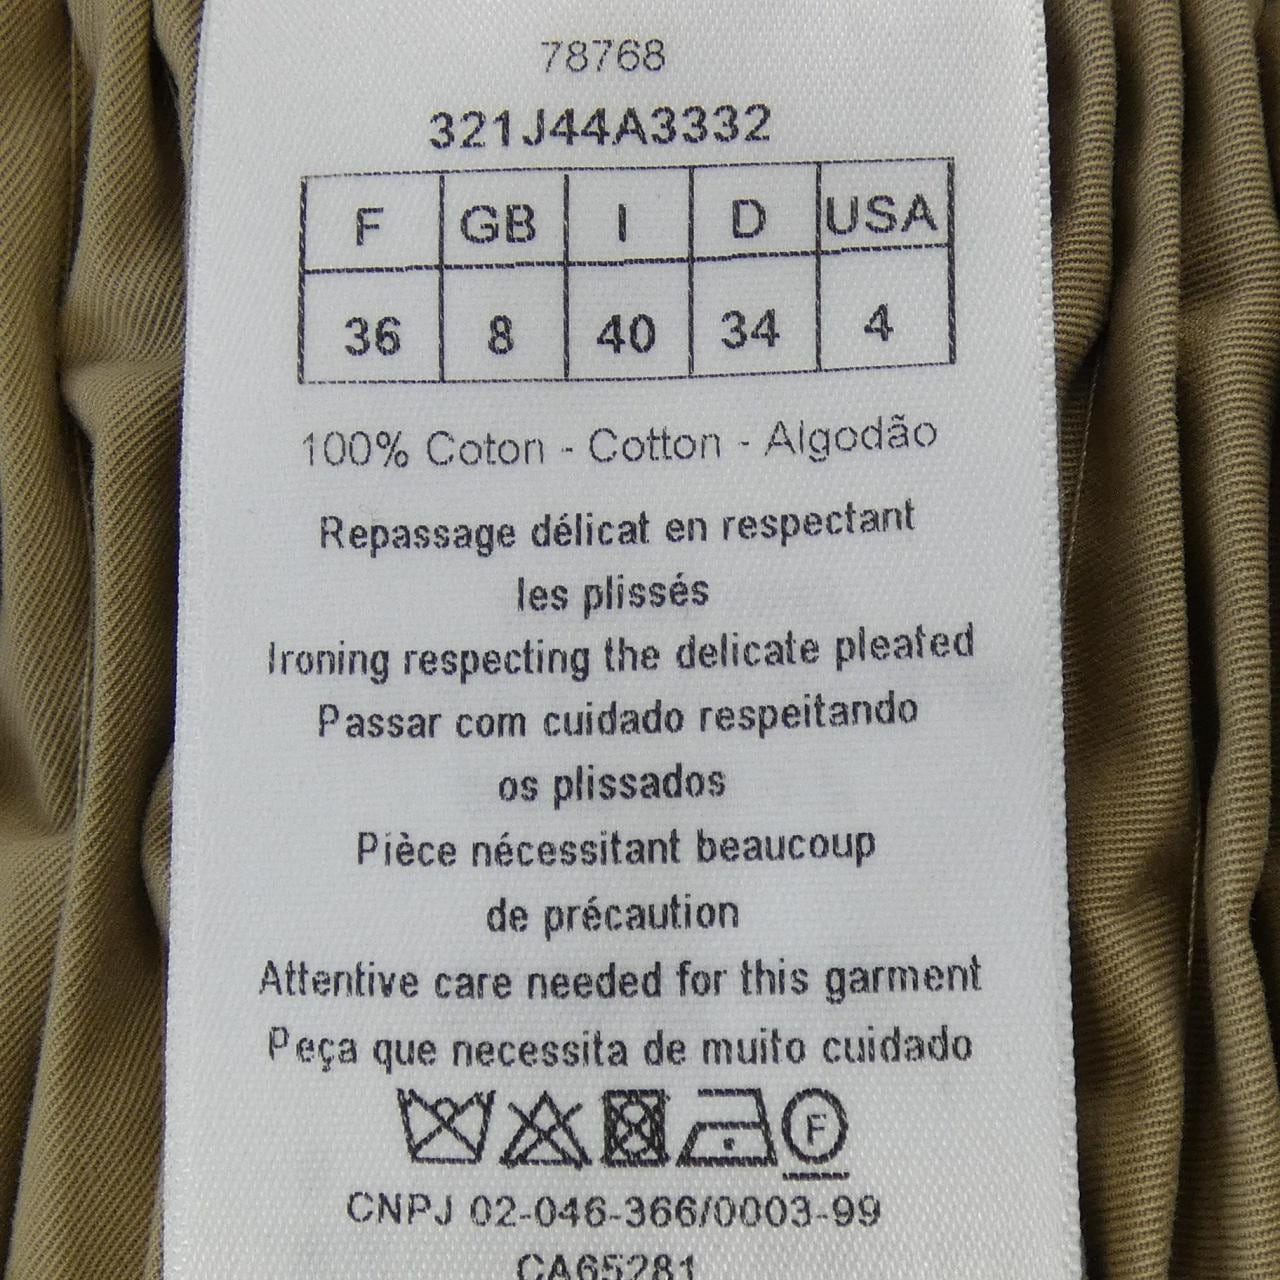 78768
321J44A3332
F GB I D USA
36 8 40 34 4
100% Coton - Cotton - Algodão
Repassage délicat en respectant
les plissés
Ironing respecting the delicate pleated
Passar com cuidado respeitando
os plissados
Pièce nécessitant beaucoup
de précaution
Attentive care needed for this garment
Peça que necessita de muito cuidado
F
CNPJ 02-046-366/0003-99
CA65281